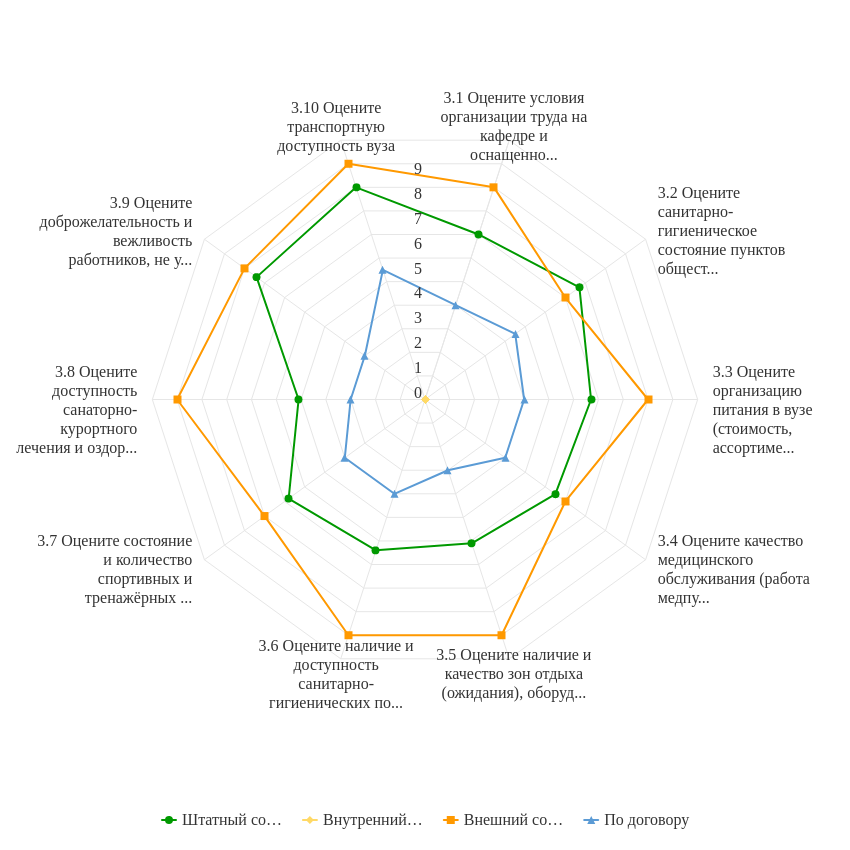 3.10 Оцените
транспортную
доступность вуза
3.1 Оцените условия
организации труда на
кафедре и
оснащенно...
3.2 Оцените
санитарно-
гигиеническое
состояние пунктов
общест...
3.3 Оцените
организацию
питания в вузе
(стоимость,
ассортиме...
3.4 Оцените качество
медицинского
обслуживания (работа
медпу...
3.5 Оцените наличие и
качество зон отдыха
(ожидания), оборуд...
3.6 Оцените наличие и
доступность
санитарно-
гигиенических по...
3.7 Оцените состояние
и количество
спортивных и
тренажёрных ...
3.8 Оцените
доступность
санаторно-
курортного
лечения и оздор...
3.9 Оцените
доброжелательность и
вежливость
работников, не у...
9
8
7
6
5
4
3
2
1
0
Штатный со…
Внутренний…
Внешний со…
По договору